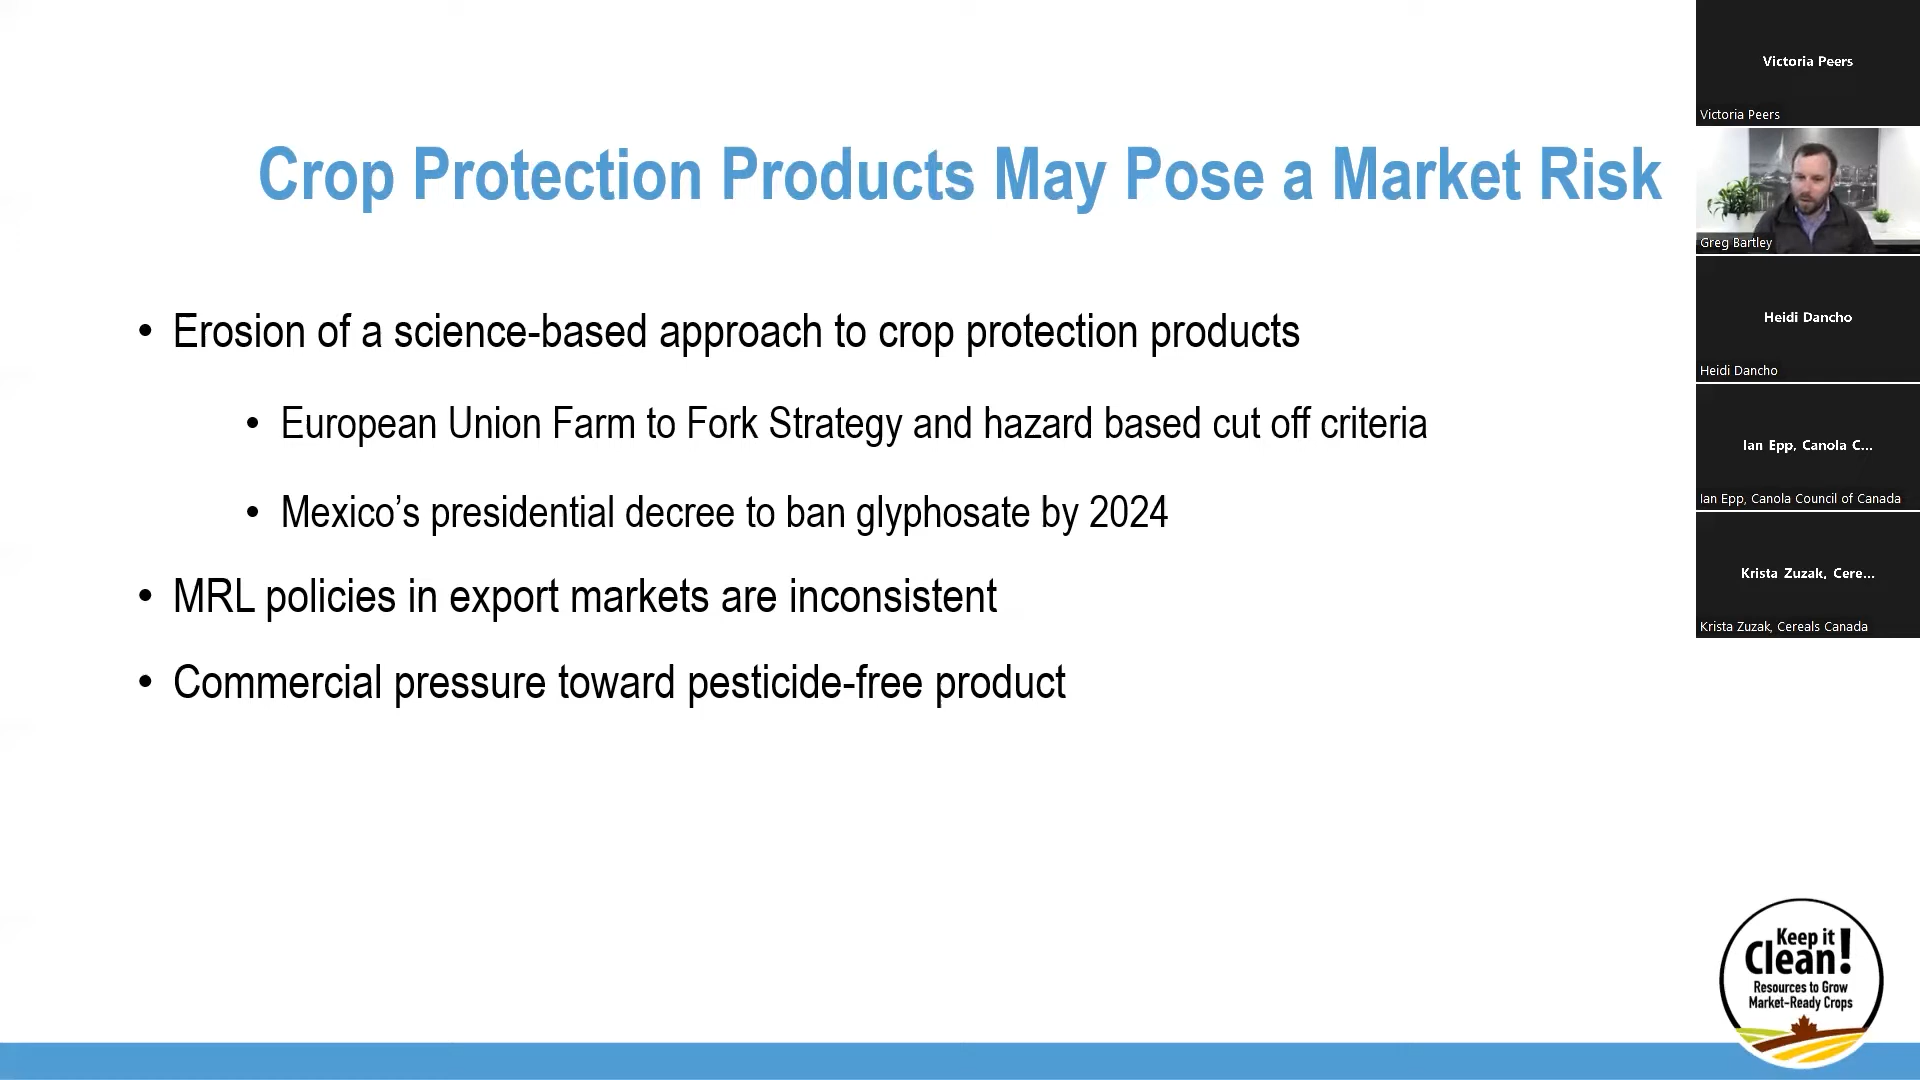 Crop Protection Products May Pose a Market Risk
• Erosion of a science-based approach to crop protection products
• European Union Farm to Fork Strategy and hazard based cut off criteria
• Mexico’s presidential decree to ban glyphosate by 2024
• MRL policies in export markets are inconsistent
• Commercial pressure toward pesticide-free product
Victoria Peers
Victoria Peers
Greg Bartley
Heidi Dancho
Heidi Dancho
Ian Epp, Canola C...
Ian Epp, Canola Council of Canada
Krista Zuzak, Cere...
Krista Zuzak, Cereals Canada
Keep it
Clean!
Resources to Grow
Market-Ready Crops